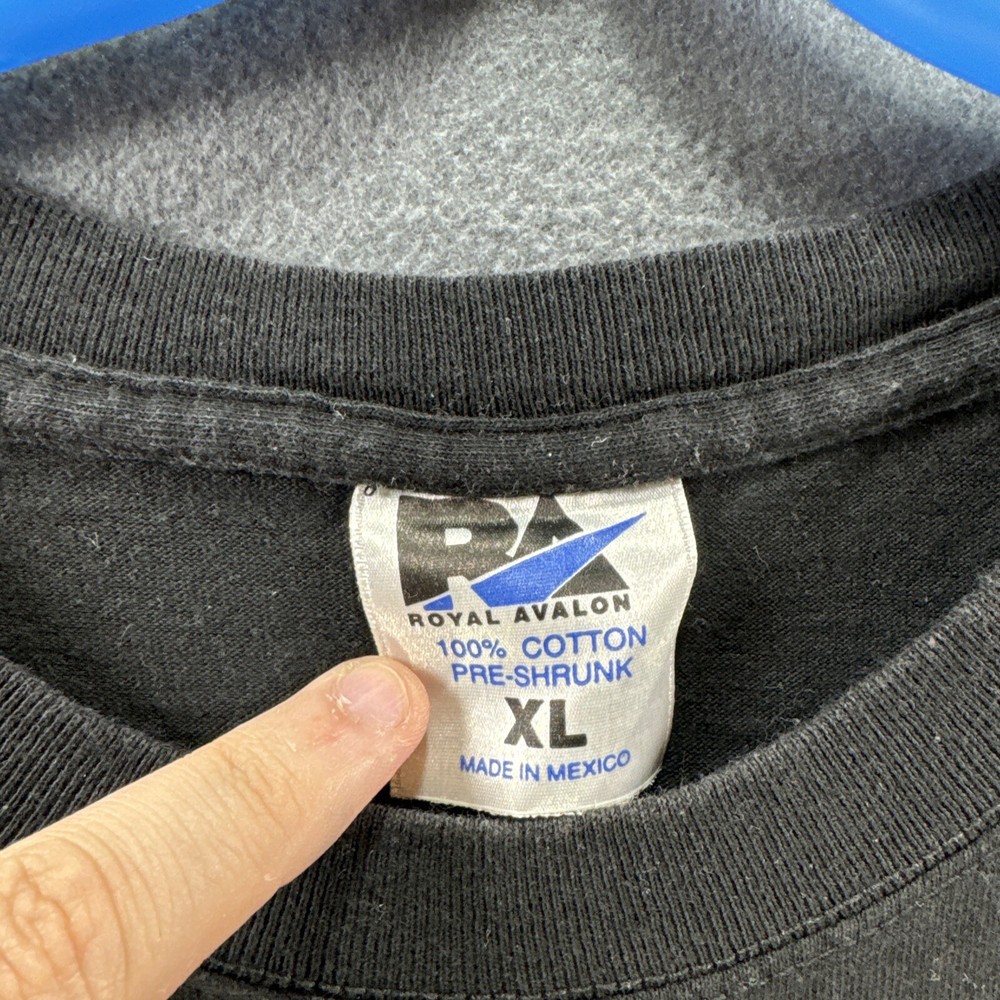 RA
ROYAL AVALON
100% COTTON
PRE-SHRUNK
XL
MADE IN MEXICO